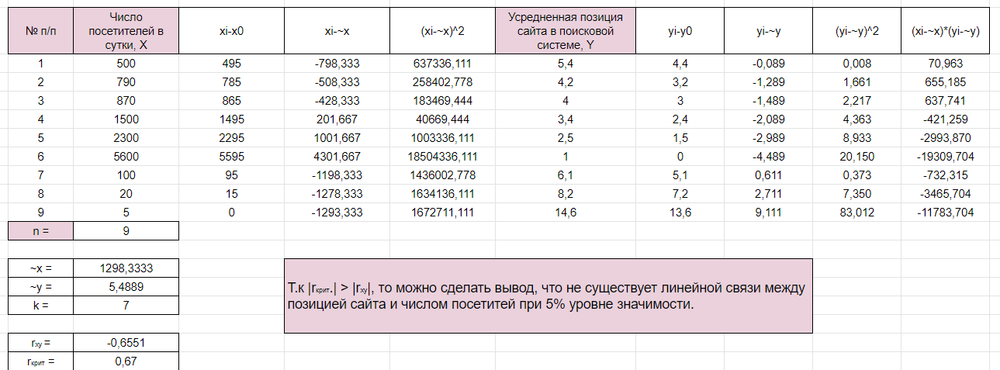 № п/п Число посетителей в сутки, X xi-x0 xi-~x (xi-~x)^2 Усредненная позиция сайта в поисковой системе, Y yi-y0 yi-~y (yi-~y)^2 (xi-~x)*(yi-~y)
1 500 495 -798,333 637336,111 5,4 4,4 -0,089 0,008 70,963
2 790 785 -508,333 258402,778 4,2 3,2 -1,289 1,661 655,185
3 870 865 -428,333 183469,444 4 3 -1,489 2,217 637,741
4 1500 1495 201,667 40669,444 3,4 2,4 -2,089 4,363 -421,259
5 2300 2295 1001,667 1003336,111 2,5 1,5 -2,989 8,933 -2993,870
6 5600 5595 4301,667 18504336,111 1 0 -4,489 20,150 -19309,704
7 100 95 -1198,333 1436002,778 6,1 5,1 0,611 0,373 -732,315
8 20 15 -1278,333 1634136,111 8,2 7,2 2,711 7,350 -3465,704
9 5 0 -1293,333 1672711,111 14,6 13,6 9,111 83,012 -11783,704
n = 9
~x = 1298,3333
~y = 5,4889
k = 7
Т.к |rкрит.| > |rxy|, то можно сделать вывод, что не существует линейной связи между
позицией сайта и числом посетитей при 5% уровне значимости.
rxy = -0,6551
rкрит = 0,67